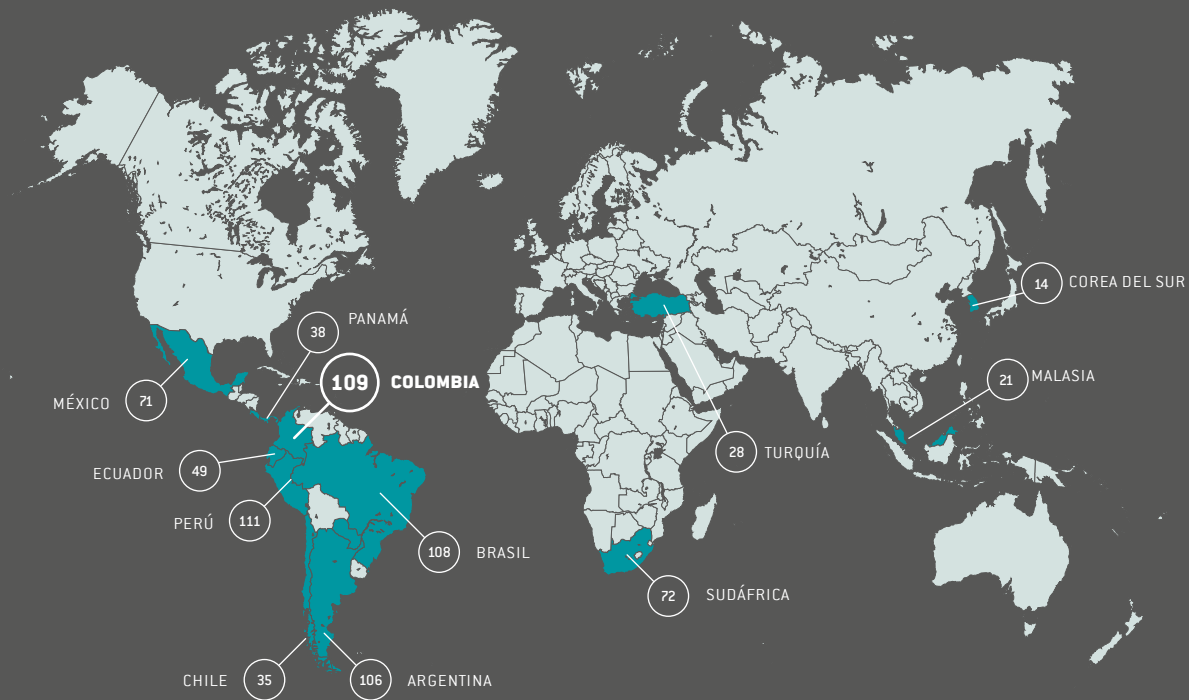 14 COREA DEL SUR
PANAMÁ
38
109 COLOMBIA
21 MALASIA
MÉXICO 71
28 TURQUÍA
ECUADOR 49
PERÚ 111
108 BRASIL
72 SUDÁFRICA
CHILE 35
106 ARGENTINA